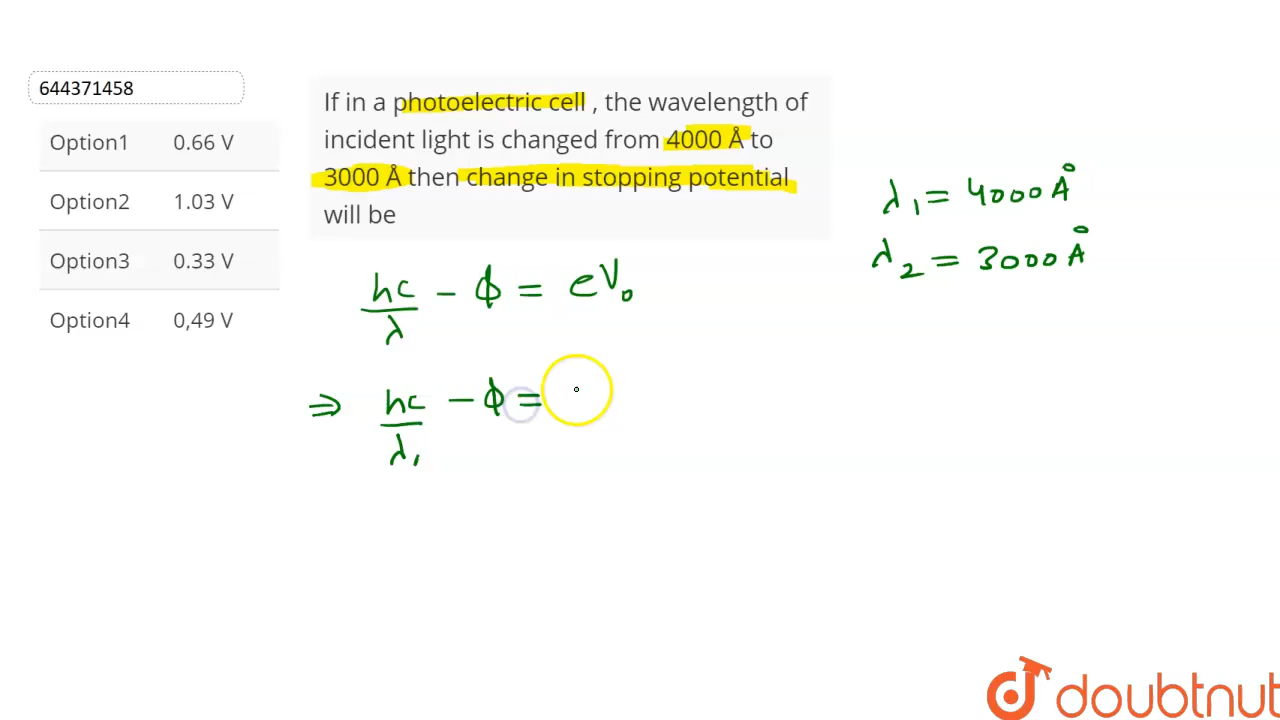 644371458
Option1 0.66 V
Option2 1.03 V
Option3 0.33 V
Option4 0,49 V
If in a photoelectric cell , the wavelength of
incident light is changed from 4000 Å to
3000 Å then change in stopping potential
will be
λ₁ = 4000 Å
λ₂ = 3000 Å
hc/λ - ϕ = eV₀
⇒ hc/λ₁ - ϕ =
doubtnut